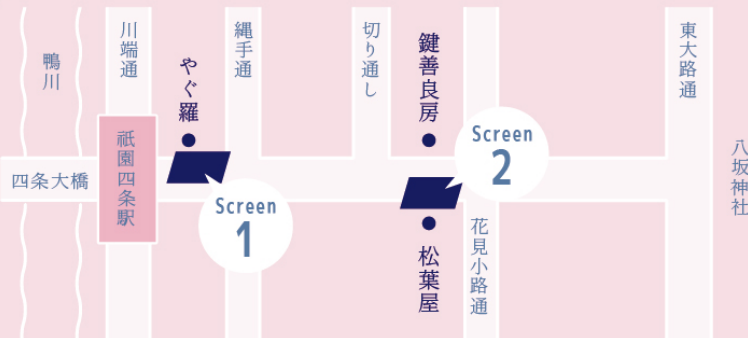 鴨川
川端通
やぐ羅
縄手通
切り通し
鍵善良房
東大路通
八坂神社
四条大橋
祇園四条駅
Screen
1
Screen
2
松葉屋
花見小路通